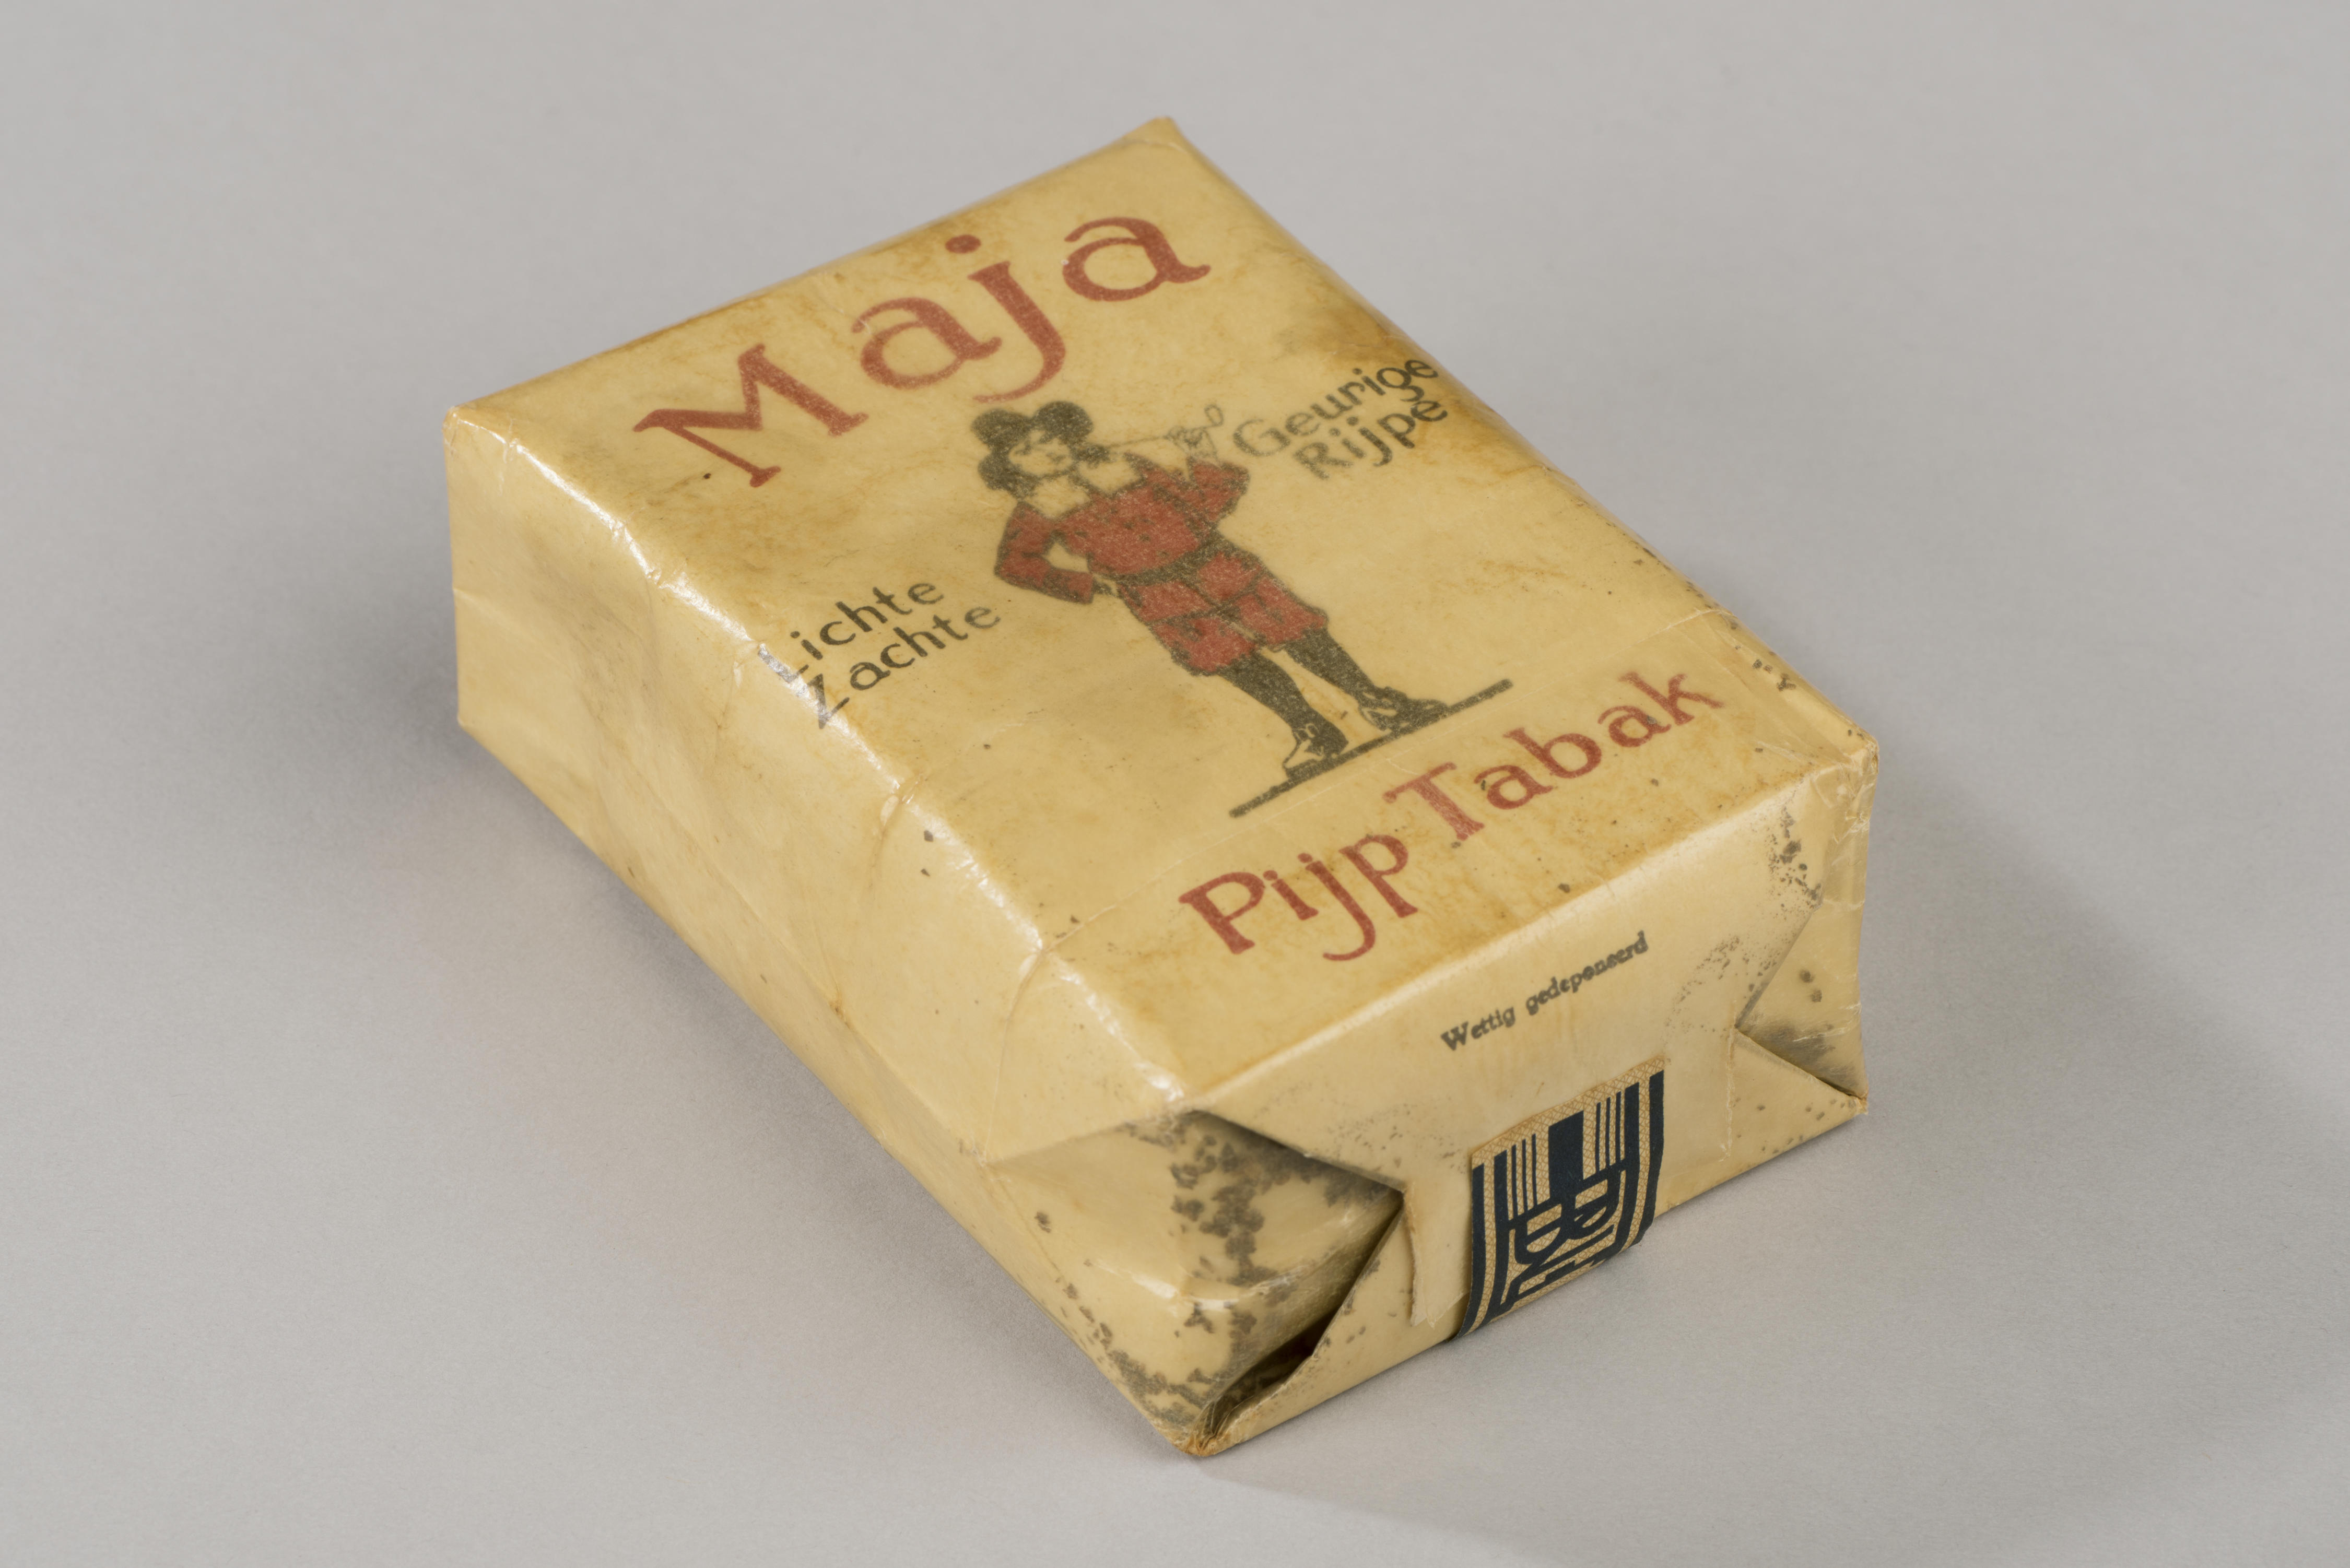 Maja
Geurige
Rijpe
Lichte
Zachte
Pijp Tabak
Wettig gedeponeerd